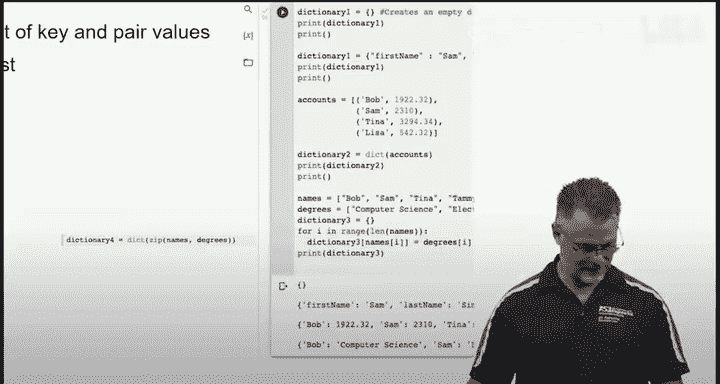 t of key and pair values
st
dictionary4 = dict(zip(names, degrees))
{x}
dictionary1 = {} #Creates an empty d
print(dictionary1)
print()
dictionary1 = {"firstName" : "Sam",
print(dictionary1)
print()
accounts = [('Bob', 1922.32),
('Sam', 2310),
('Tina', 3294.34),
('Lisa', 542.32)]
dictionary2 = dict(accounts)
print(dictionary2)
print()
names = ["Bob", "Sam", "Tina", "Tammy
degrees = ["Computer Science", "Elec
dictionary3 = {}
for i in range(len(names)):
dictionary3[names[i]] = degrees[i]
print(dictionary3)
{}
{'firstName': 'Sam', 'lastName': 'Sim
{'Bob': 1922.32, 'Sam': 2310, 'Tina':
{'Bob': 'Computer Science', 'Sam':